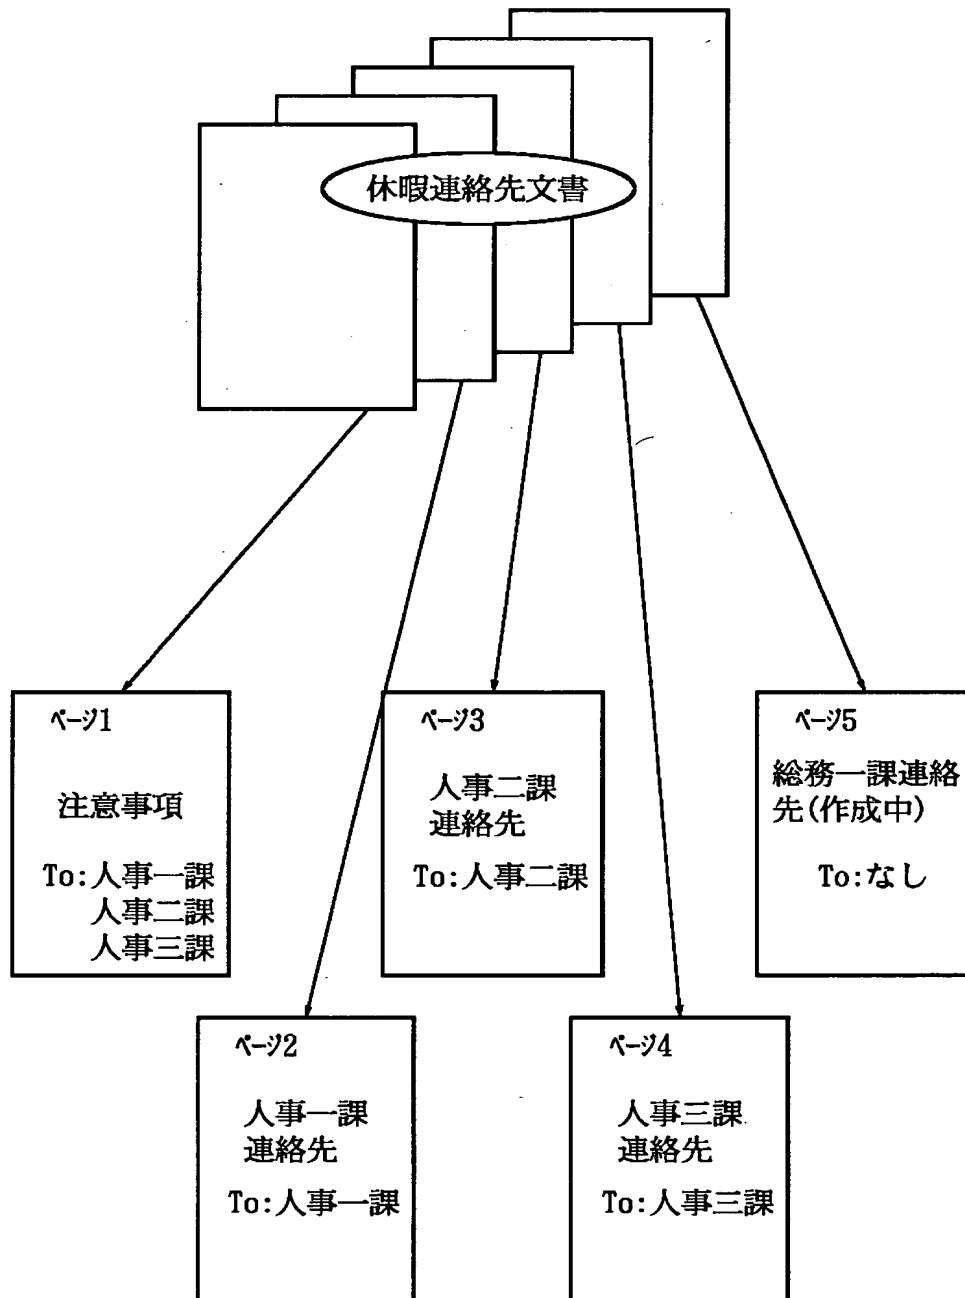 休暇連絡先文書
ページ1
注意事項
To:人事一課
人事二課
人事三課
ページ3
人事二課
連絡先
To:人事二課
ページ5
総務一課連絡
先(作成中)
To:なし
ページ2
人事一課
連絡先
To:人事一課
ページ4
人事三課
連絡先
To:人事三課